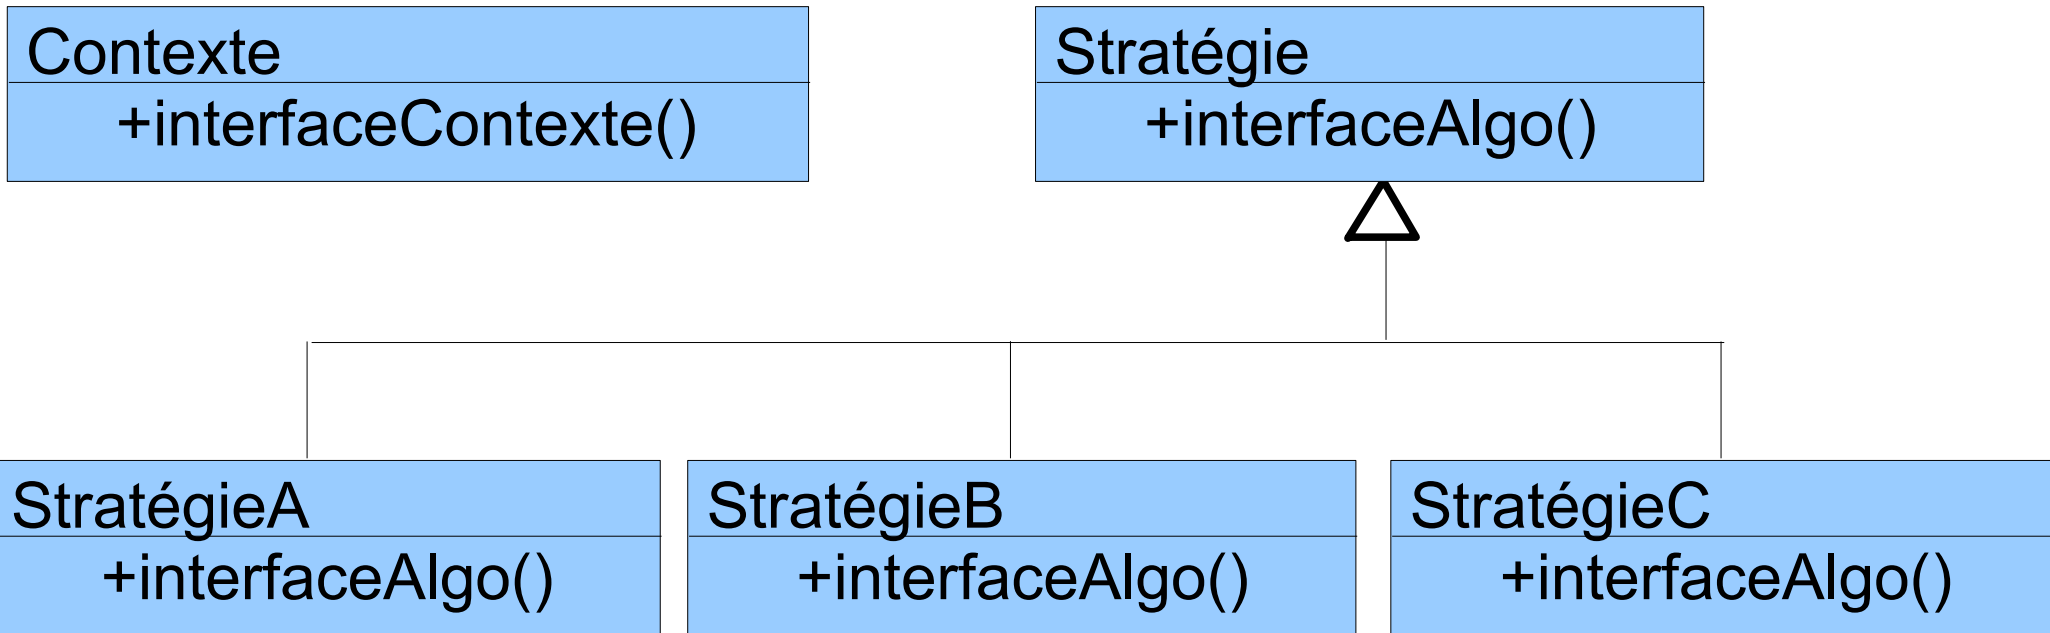 Contexte
+interfaceContexte()
Stratégie
+interfaceAlgo()
StratégieA
+interfaceAlgo()
StratégieB
+interfaceAlgo()
StratégieC
+interfaceAlgo()